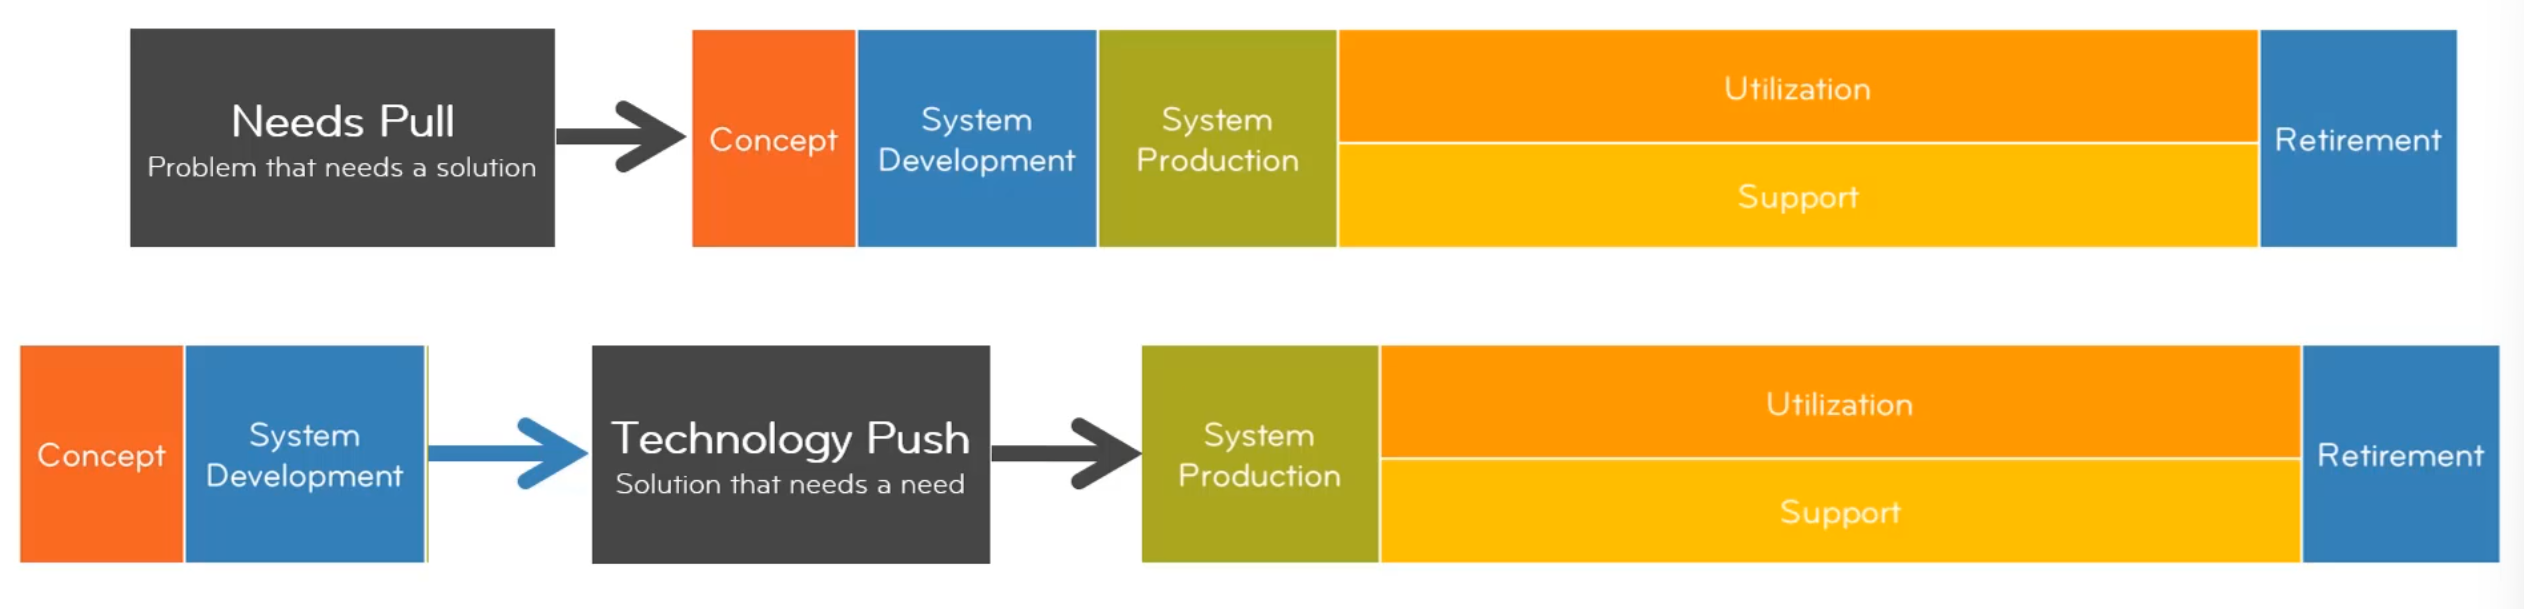 Needs Pull
Problem that needs a solution
Concept
System
Development
System
Production
Utilization
Support
Retirement
Concept
System
Development
Technology Push
Solution that needs a need
System
Production
Utilization
Support
Retirement